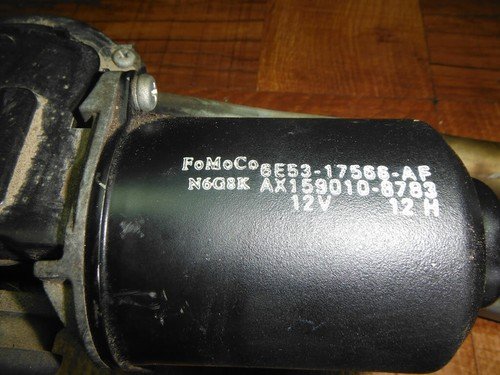 FoMoCo 6E53-17566-AF
N6G8K AX159010-8783
12V 12 H